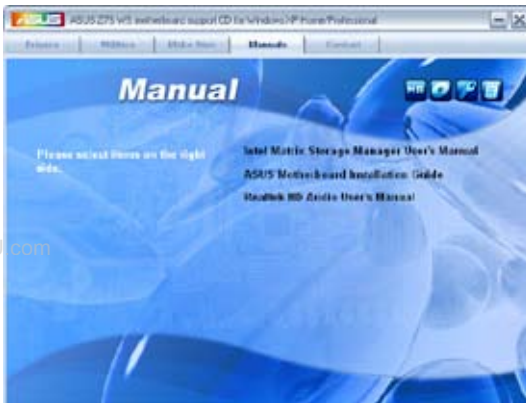 ASUS
ASUS Z7S WS motherboard support CD for Windows XP Home/Professional
Drivers Utilities Make Disk Manuals Contact
Manual
Please select items on the right
side.
Intel Matrix Storage Manager User's Manual
ASUS Motherboard Installation Guide
Realtek HD Audio User's Manual
.com